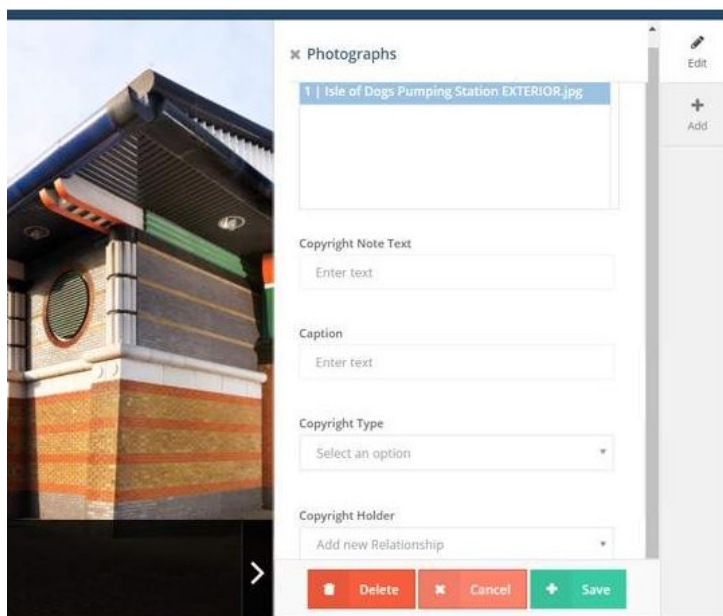 Photographs
Edit
1 | Isle of Dogs Pumping Station EXTERIOR.jpg
Add
Copyright Note Text
Enter text
Caption
Enter text
Copyright Type
Select an option
Copyright Holder
Add new Relationship
Delete
Cancel
Save